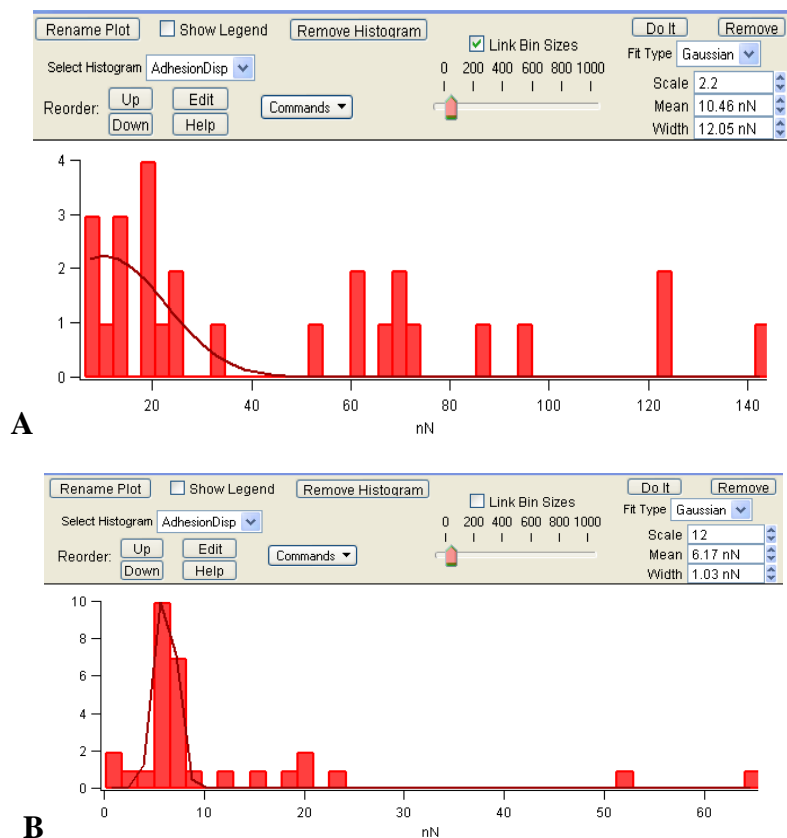 Rename Plot Show Legend Remove Histogram Do It Remove
Link Bin Sizes Fit Type Gaussian
Select Histogram AdhesionDisp 0 200 400 600 800 1000 Scale 2.2
Reorder: Up Edit Commands Mean 10.46 nN
Down Help Width 12.05 nN
4
3
2
1
0
20 40 60 80 100 120 140
nN
A
Rename Plot Show Legend Remove Histogram Do It Remove
Link Bin Sizes Fit Type Gaussian
Select Histogram AdhesionDisp 0 200 400 600 800 1000 Scale 12
Reorder: Up Edit Commands Mean 6.17 nN
Down Help Width 1.03 nN
10
8
6
4
2
0
0 10 20 30 40 50 60
nN
B